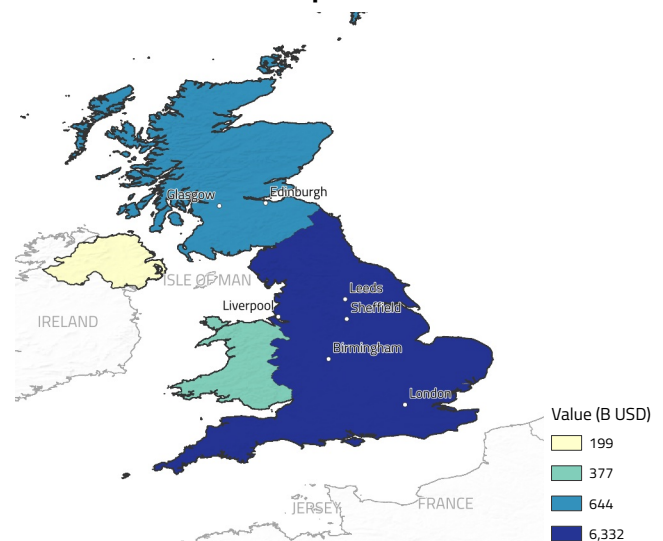 Glasgow
Edinburgh
ISLE OF MAN
Leeds
Liverpool
Sheffield
IRELAND
Birmingham
London
Value (B USD)
199
377
644
6,332
JERSEY
FRANCE